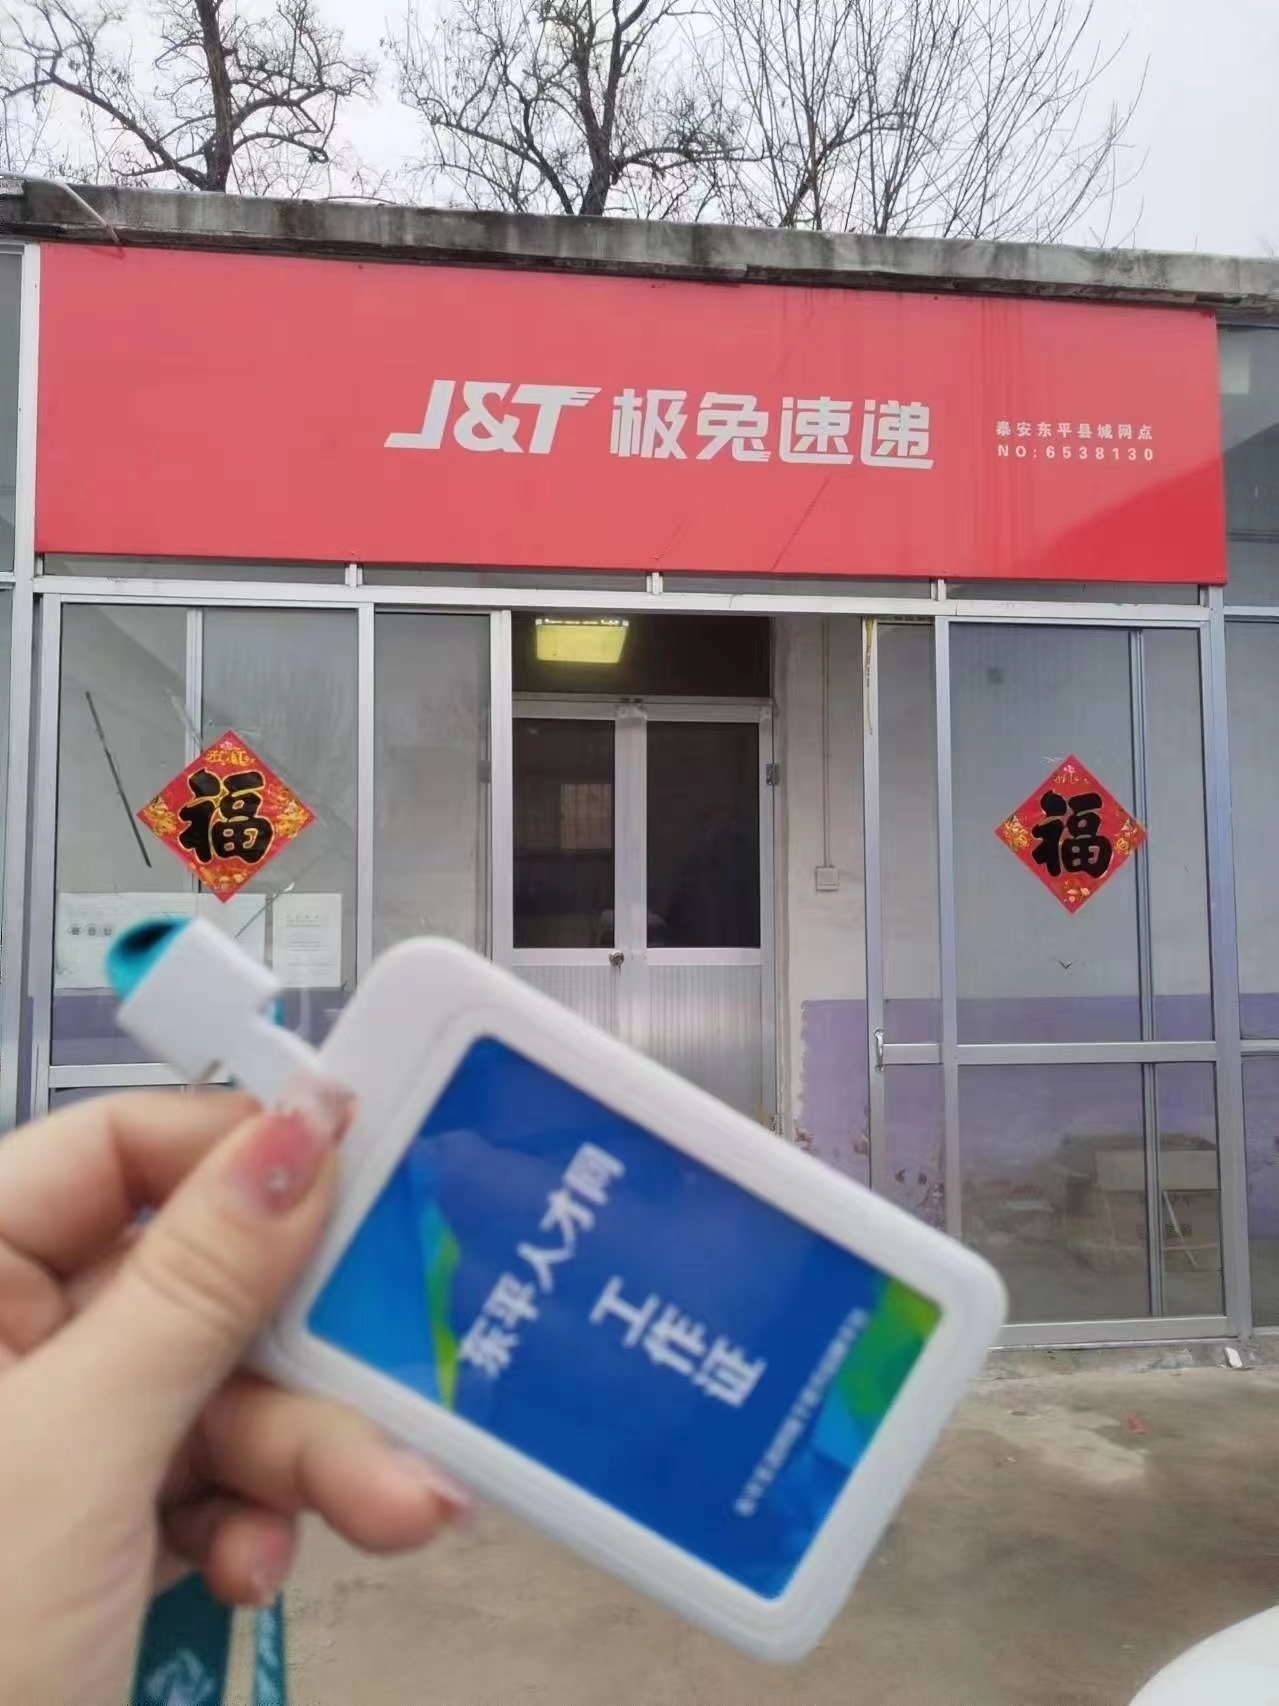 J&T 极兔速递
泰安东平县城网点
NO:6538130
福
福
东平人才网
工作证